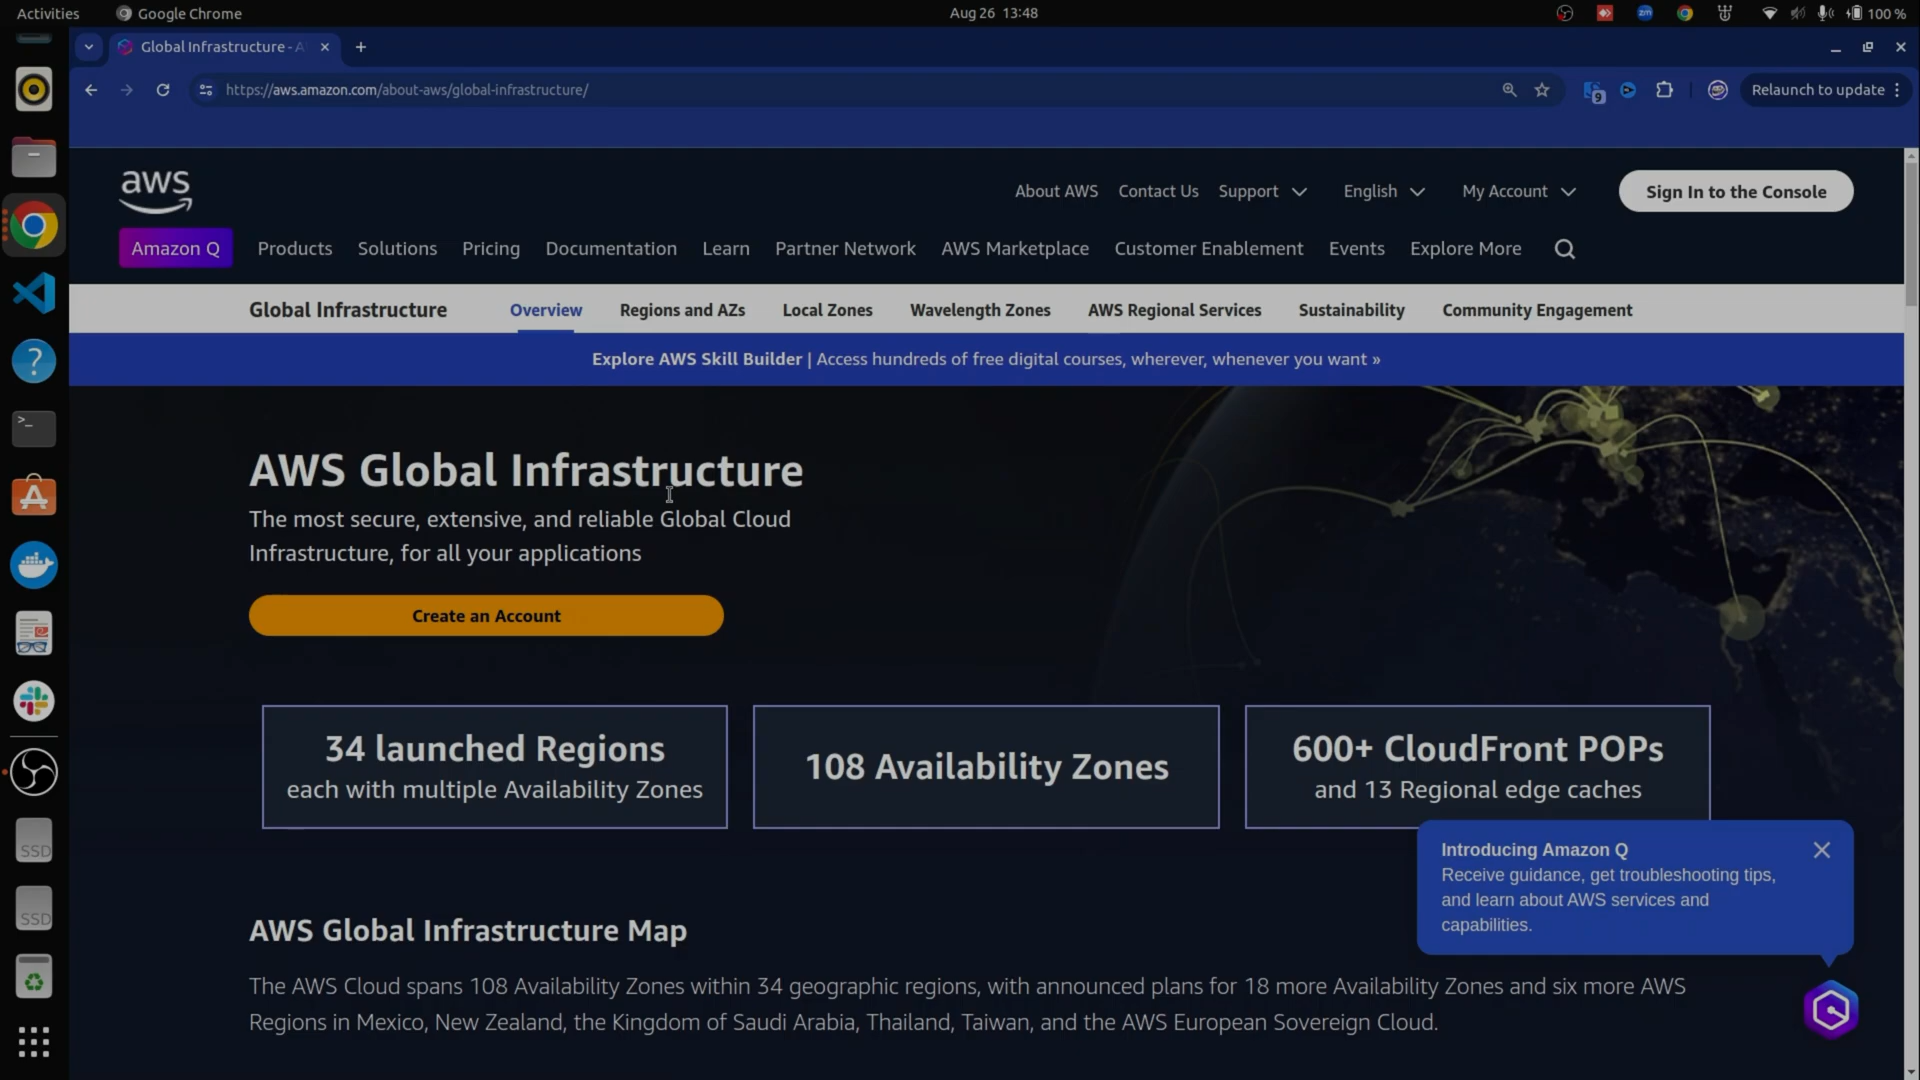 Activities
Google Chrome
Aug 26 13:48
zm
100 %
Global Infrastructure - A
https://aws.amazon.com/about-aws/global-infrastructure/
9
Relaunch to update
aws
About AWS
Contact Us
Support
English
My Account
Sign In to the Console
Amazon Q
Products
Solutions
Pricing
Documentation
Learn
Partner Network
AWS Marketplace
Customer Enablement
Events
Explore More
Global Infrastructure
Overview
Regions and AZs
Local Zones
Wavelength Zones
AWS Regional Services
Sustainability
Community Engagement
Explore AWS Skill Builder | Access hundreds of free digital courses, wherever, whenever you want »
AWS Global Infrastructure
The most secure, extensive, and reliable Global Cloud
Infrastructure, for all your applications
Create an Account
34 launched Regions
each with multiple Availability Zones
108 Availability Zones
600+ CloudFront POPs
and 13 Regional edge caches
Introducing Amazon Q
Receive guidance, get troubleshooting tips,
and learn about AWS services and
capabilities.
AWS Global Infrastructure Map
The AWS Cloud spans 108 Availability Zones within 34 geographic regions, with announced plans for 18 more Availability Zones and six more AWS
Regions in Mexico, New Zealand, the Kingdom of Saudi Arabia, Thailand, Taiwan, and the AWS European Sovereign Cloud.
SSD
SSD